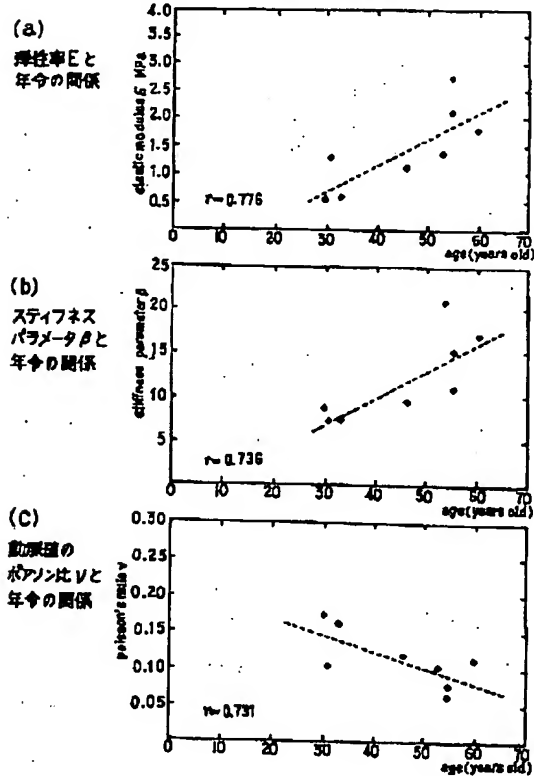 (a)
弾性率Eと
年令の関係
elastic modulus E MPa
4.0
3.5
3.0
2.5
2.0
1.5
1.0
0.5
r=0.776
0 10 20 30 40 50 60 70
age(years old)
(b)
スティフネス
パラメータβと
年令の関係
stiffness parameter β
25
20
15
10
5
r=0.736
0 10 20 30 40 50 60 70
age(years old)
(C)
動脈壁の
ポアソン比νと
年令の関係
poisson's ratio ν
0.30
0.25
0.20
0.15
0.10
0.05
r=0.731
0 10 20 30 40 50 60 70
age(years old)